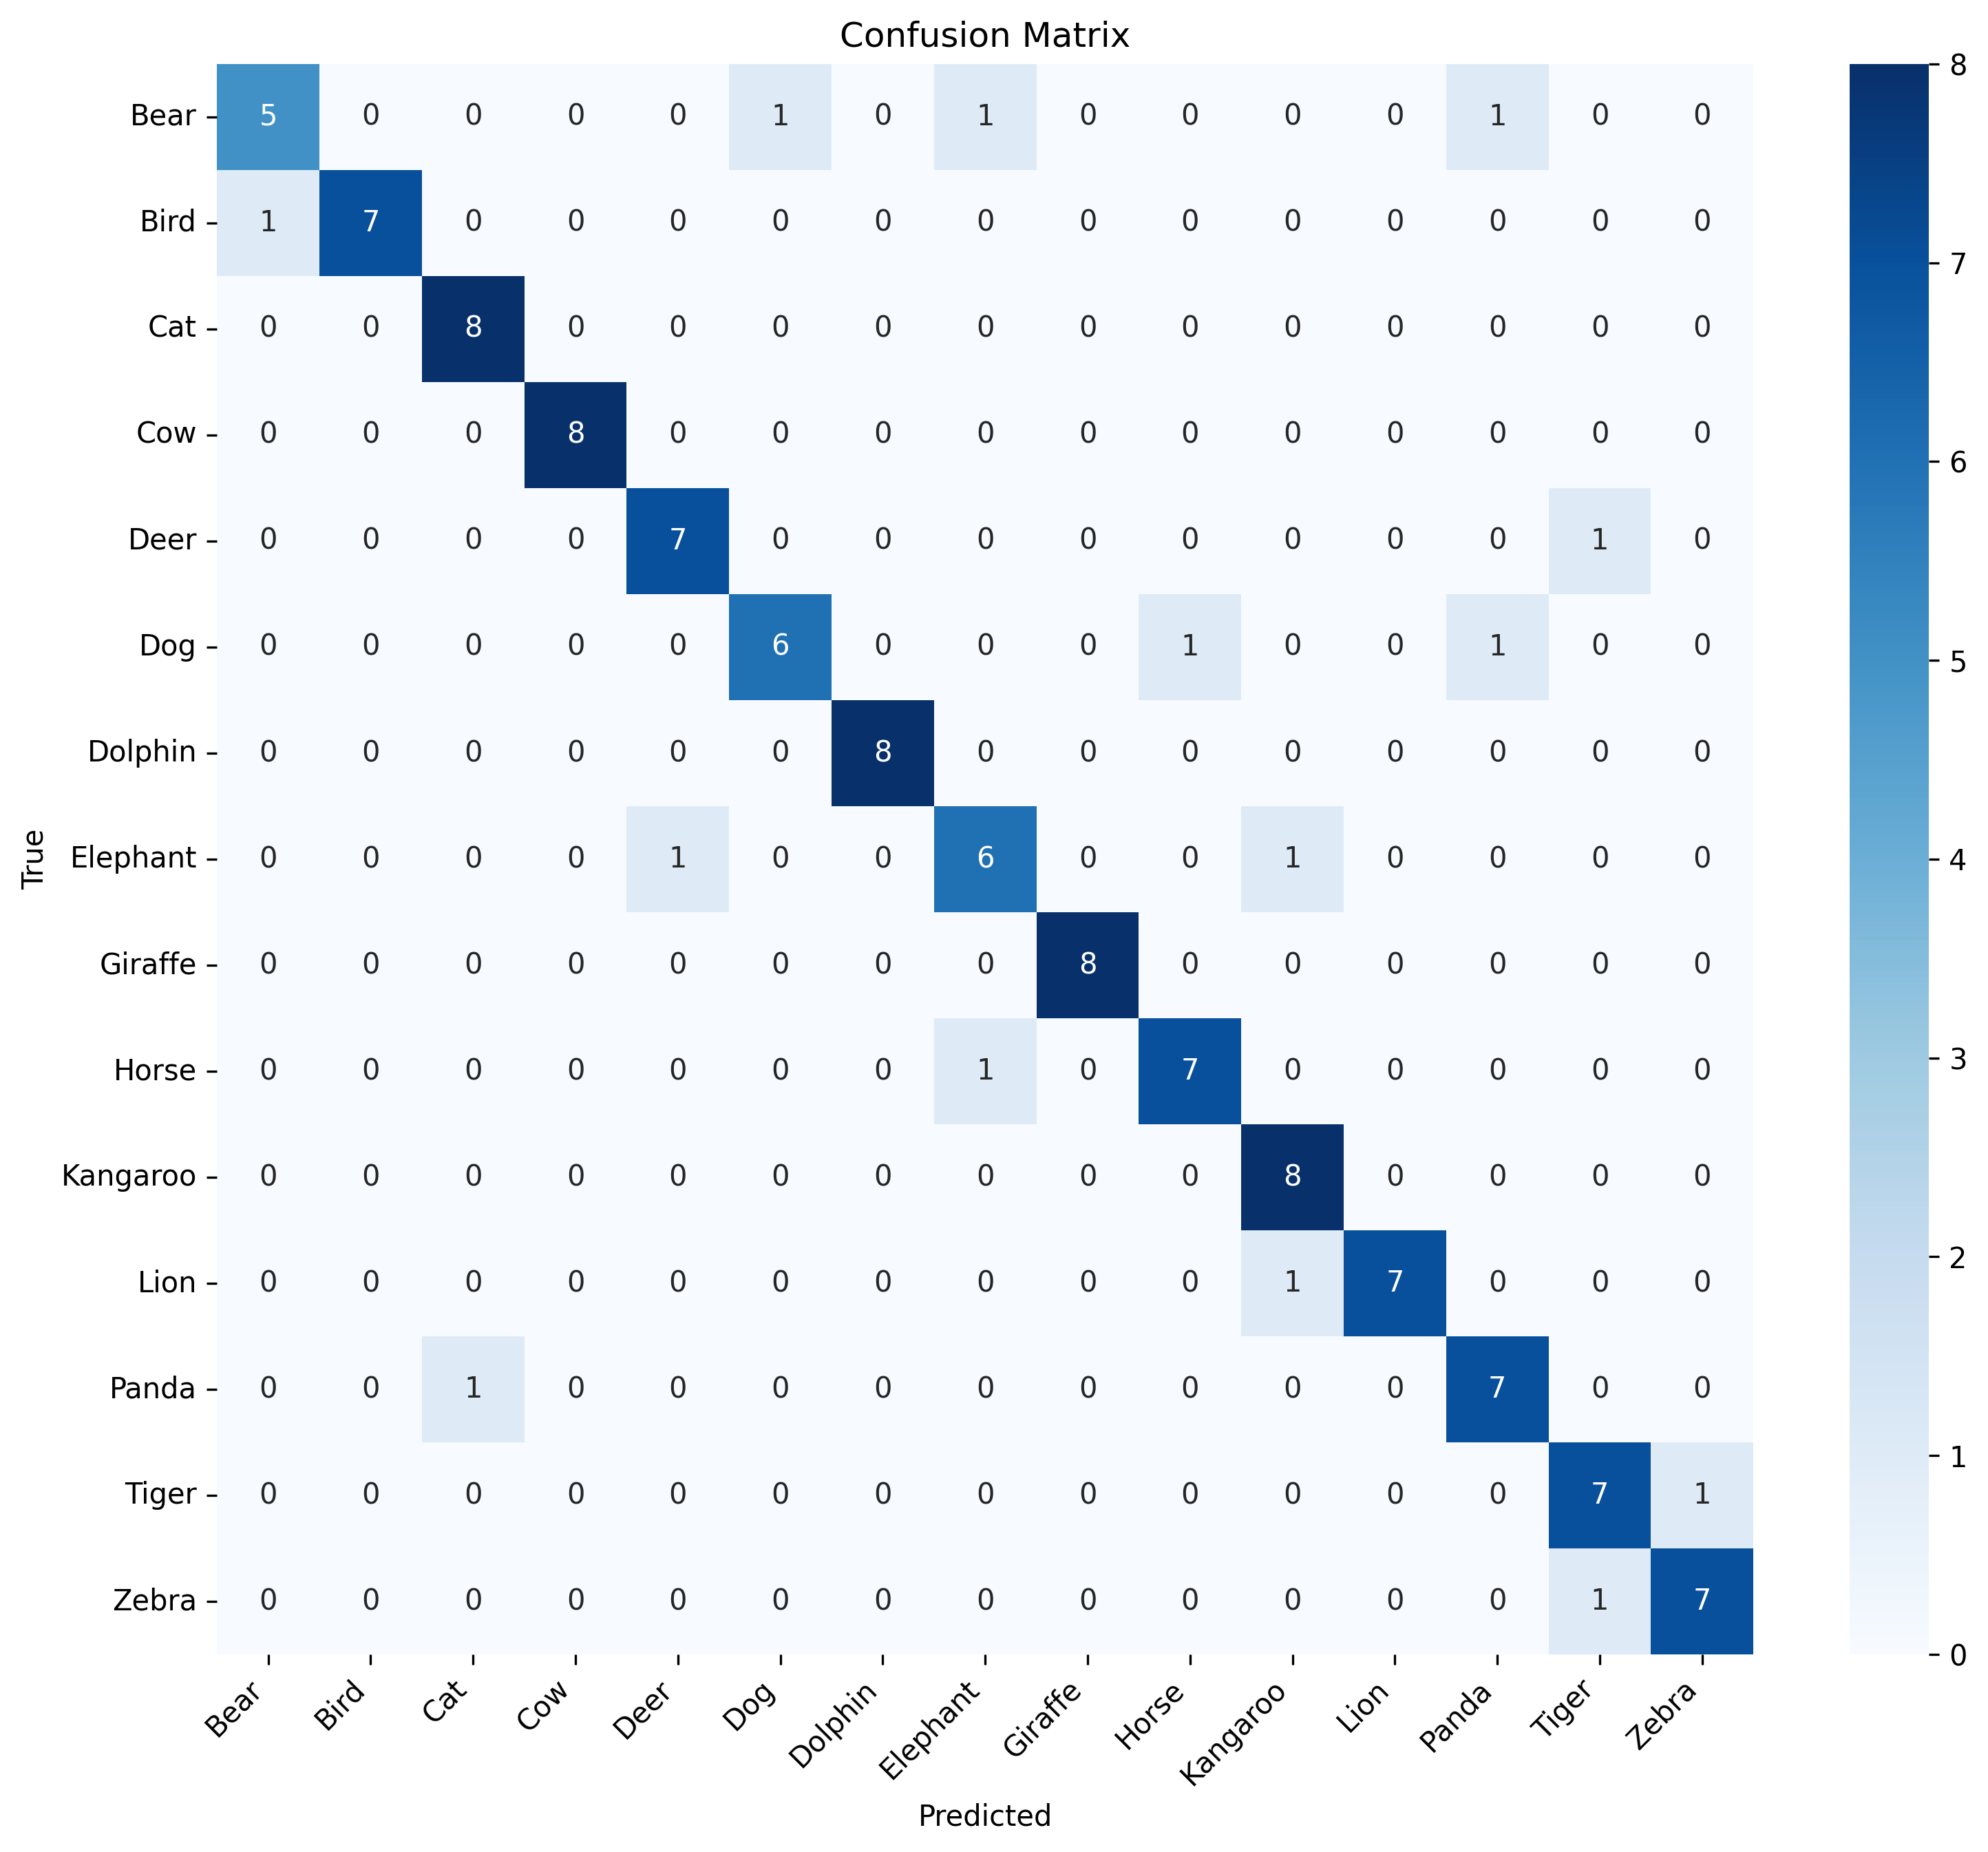 Confusion Matrix
Bear 5 0 0 0 0 1 0 1 0 0 0 0 1 0 0
Bird 1 7 0 0 0 0 0 0 0 0 0 0 0 0 0
Cat 0 0 8 0 0 0 0 0 0 0 0 0 0 0 0
Cow 0 0 0 8 0 0 0 0 0 0 0 0 0 0 0
Deer 0 0 0 0 7 0 0 0 0 0 0 0 0 1 0
Dog 0 0 0 0 0 6 0 0 0 1 0 0 1 0 0
Dolphin 0 0 0 0 0 0 8 0 0 0 0 0 0 0 0
Elephant 0 0 0 0 1 0 0 6 0 0 1 0 0 0 0
Giraffe 0 0 0 0 0 0 0 0 8 0 0 0 0 0 0
Horse 0 0 0 0 0 0 0 1 0 7 0 0 0 0 0
Kangaroo 0 0 0 0 0 0 0 0 0 0 8 0 0 0 0
Lion 0 0 0 0 0 0 0 0 0 0 1 7 0 0 0
Panda 0 0 1 0 0 0 0 0 0 0 0 0 7 0 0
Tiger 0 0 0 0 0 0 0 0 0 0 0 0 0 7 1
Zebra 0 0 0 0 0 0 0 0 0 0 0 0 0 1 7
True
Bear Bird Cat Cow Deer Dog Dolphin Elephant Giraffe Horse Kangaroo Lion Panda Tiger Zebra
Predicted
8
7
6
5
4
3
2
1
0